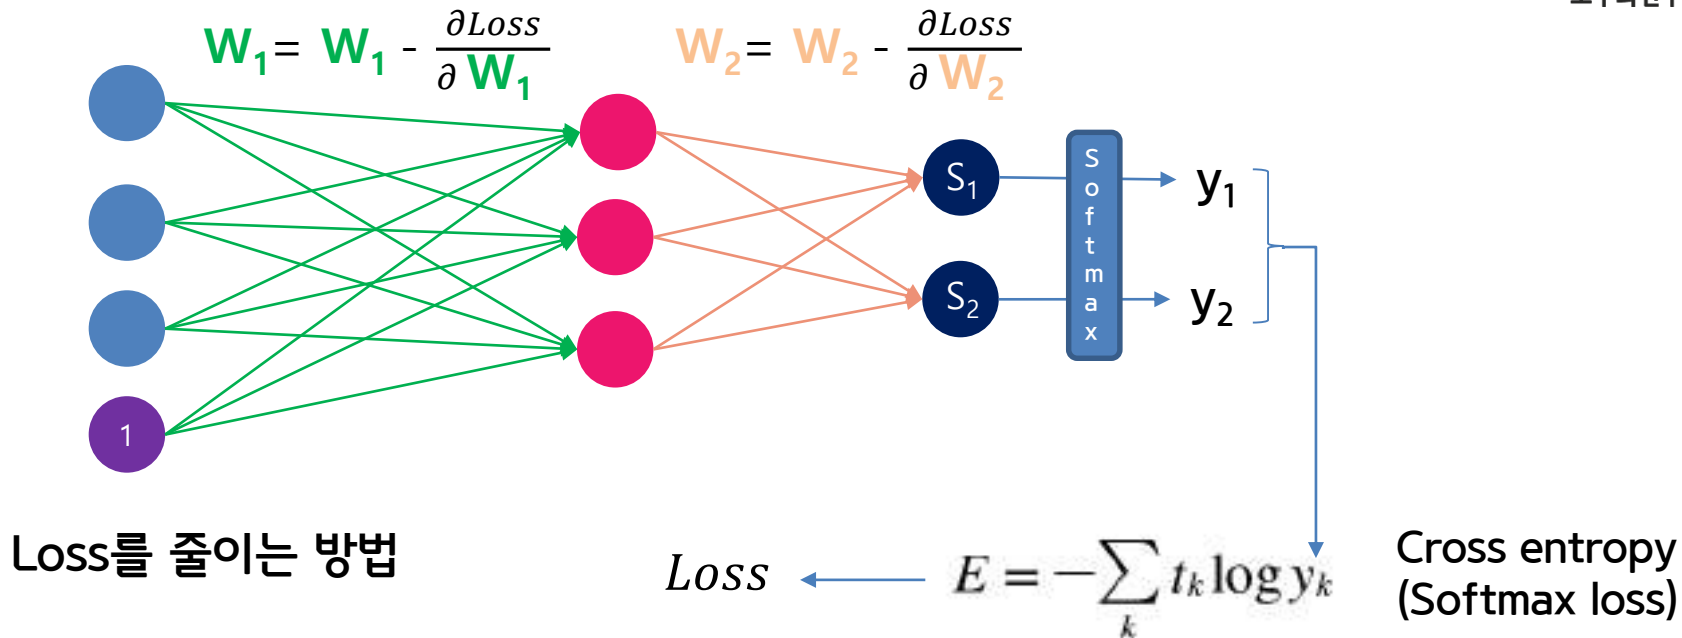 W₁= W₁ - ∂Loss/∂ W₁
W₂= W₂ - ∂Loss/∂ W₂
S₁
S₂
Softmax
y₁
y₂
1
Loss를 줄이는 방법
Loss
E = −∑ₖ tₖ log yₖ
Cross entropy
(Softmax loss)